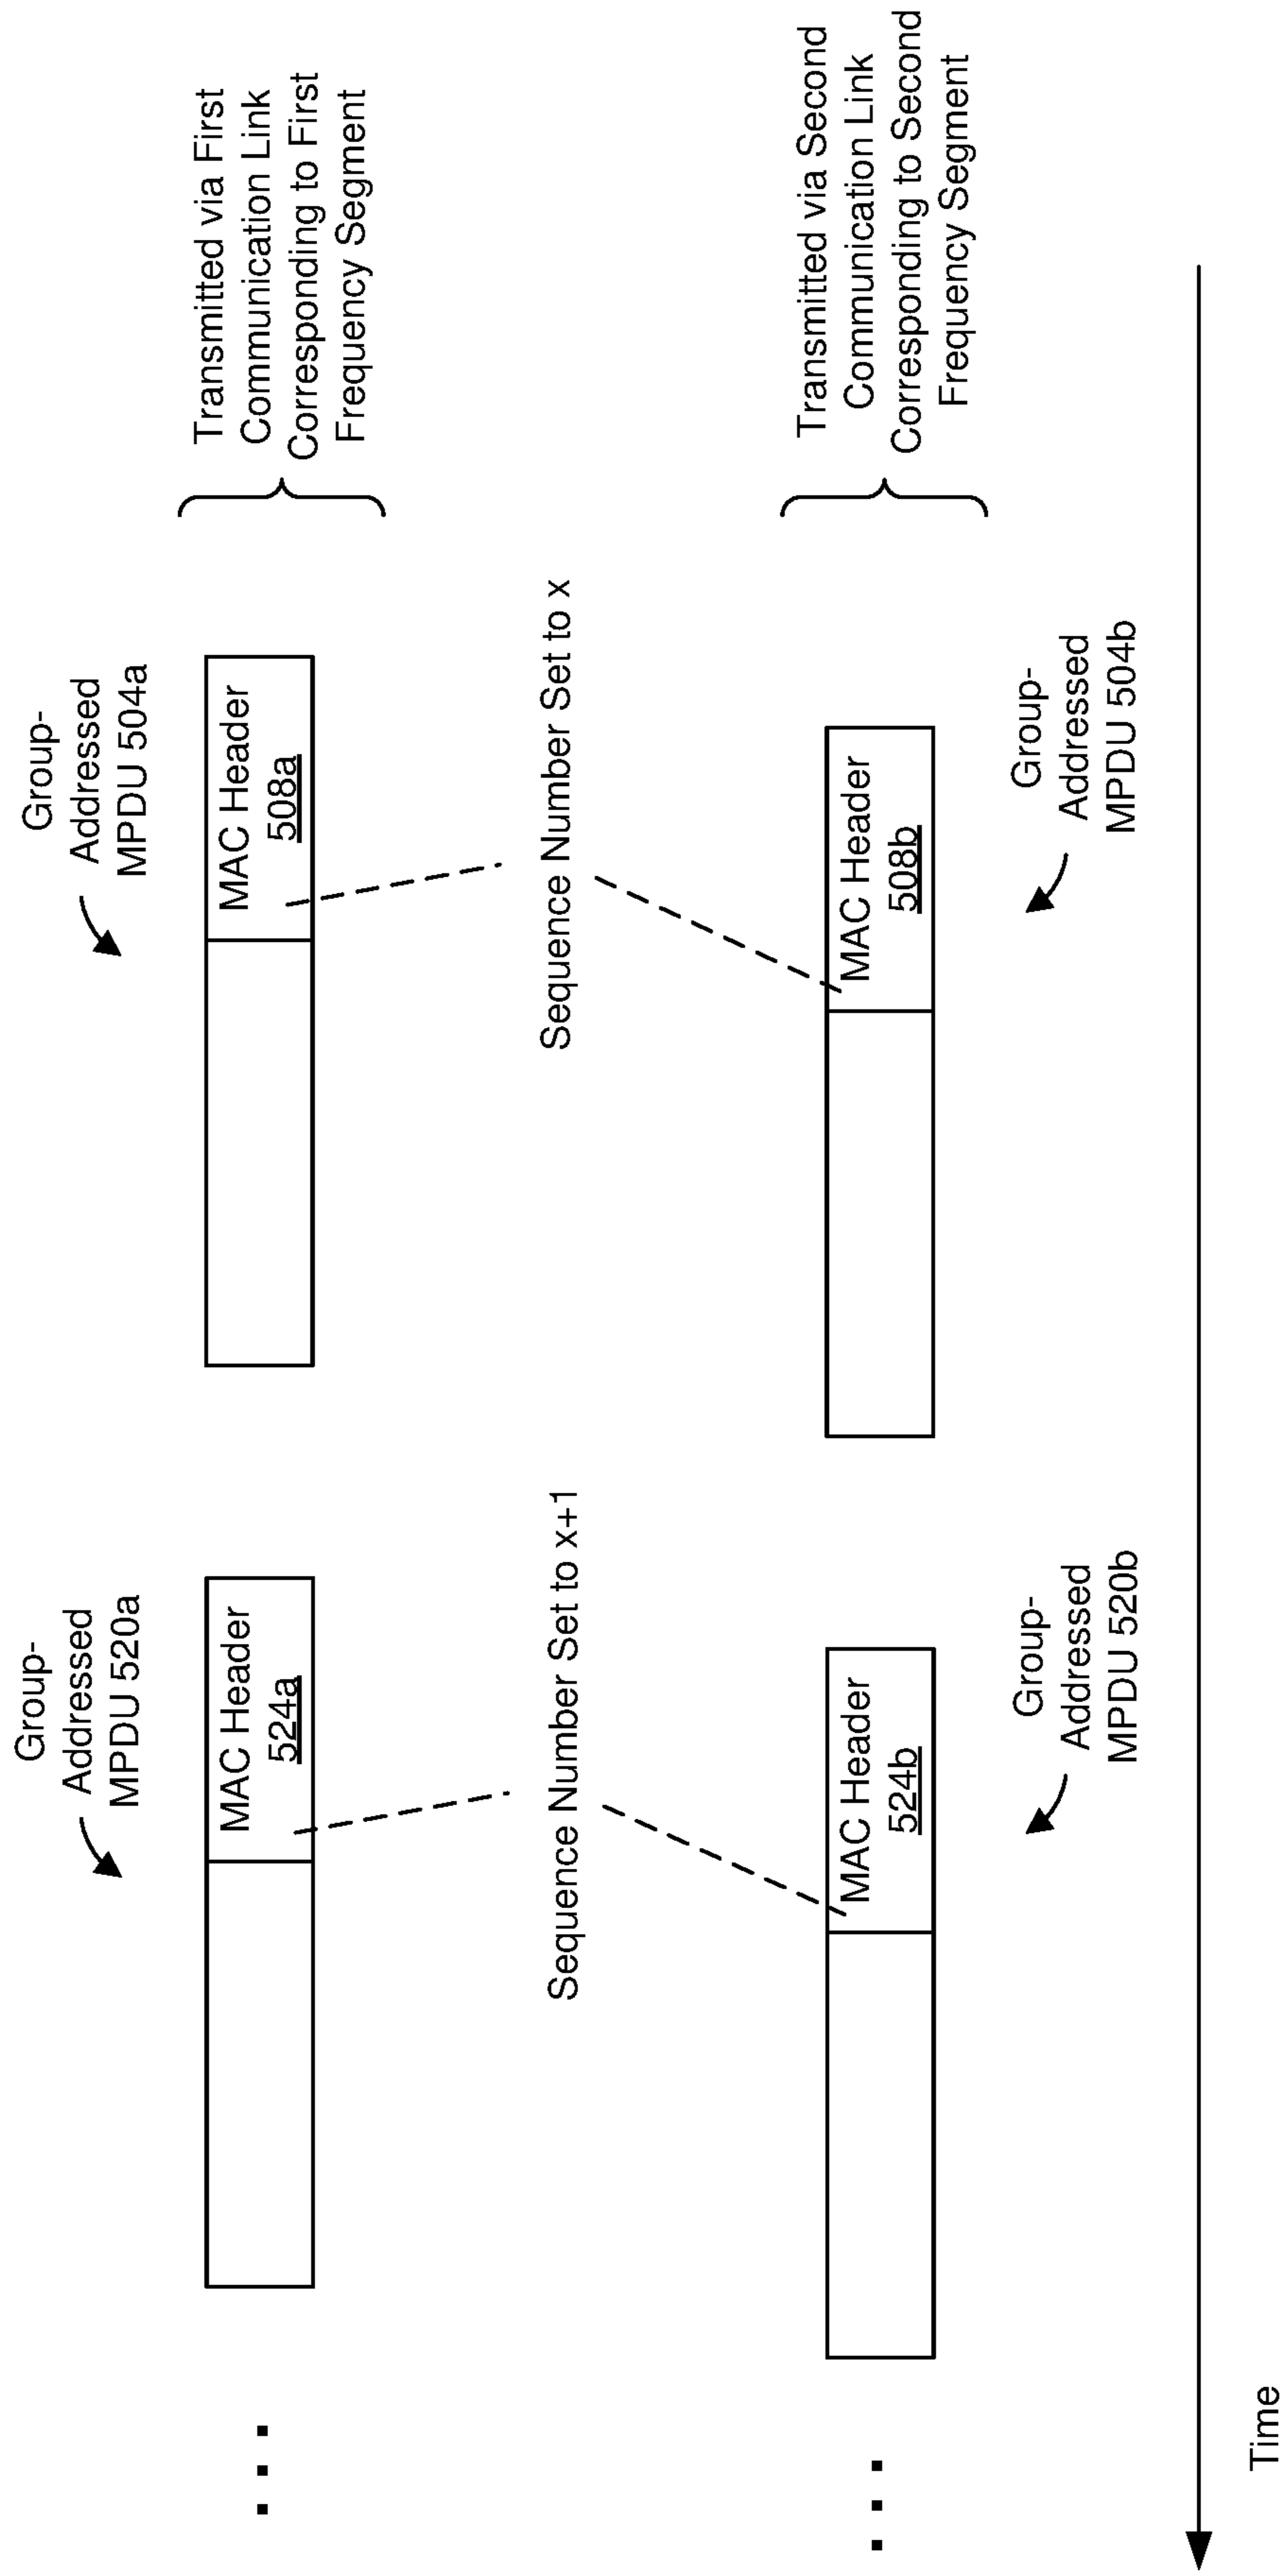 Group-
Addressed
MPDU 520a
Group-
Addressed
MPDU 504a
MAC Header
524a
MAC Header
508a
Transmitted via First
Communication Link
Corresponding to First
Frequency Segment
Sequence Number Set to x+1
Sequence Number Set to x
MAC Header
524b
MAC Header
508b
Transmitted via Second
Communication Link
Corresponding to Second
Frequency Segment
Group-
Addressed
MPDU 520b
Group-
Addressed
MPDU 504b
Time